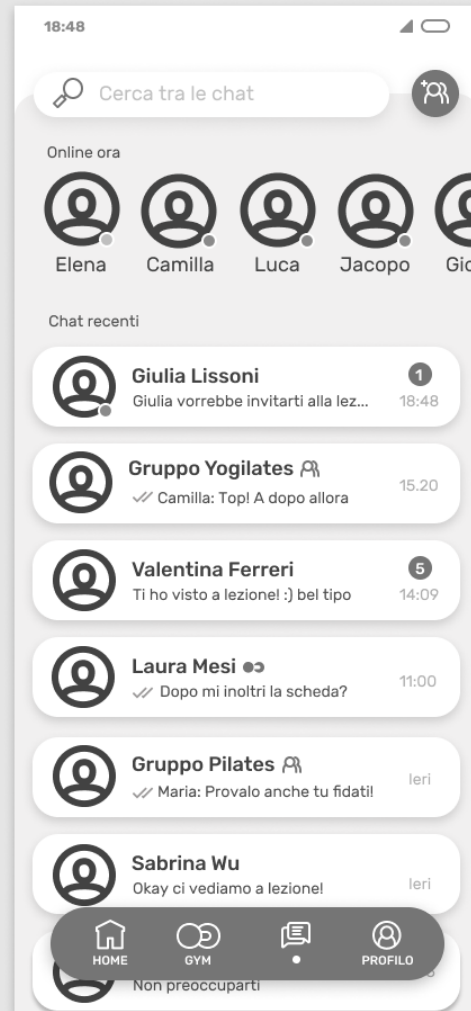 18:48
Cerca tra le chat
Online ora
Elena Camilla Luca Jacopo
Chat recenti
Giulia Lissoni 1
Giulia vorrebbe invitarti alla lez... 18:48
Gruppo Yogilates
Camilla: Top! A dopo allora 15.20
Valentina Ferreri 5
Ti ho visto a lezione! :) bel tipo 14:09
Laura Mesi
Dopo mi inoltri la scheda? 11:00
Gruppo Pilates
Maria: Provalo anche tu fidati! Ieri
Sabrina Wu
Okay ci vediamo a lezione! Ieri
HOME GYM PROFILO
Non preoccuparti